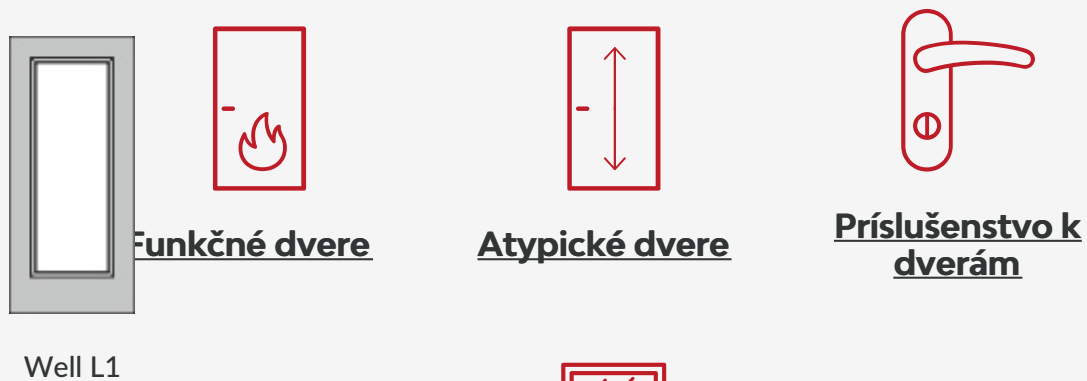 Funkčné dvere
Atypické dvere
Príslušenstvo k
dverám
Well L1